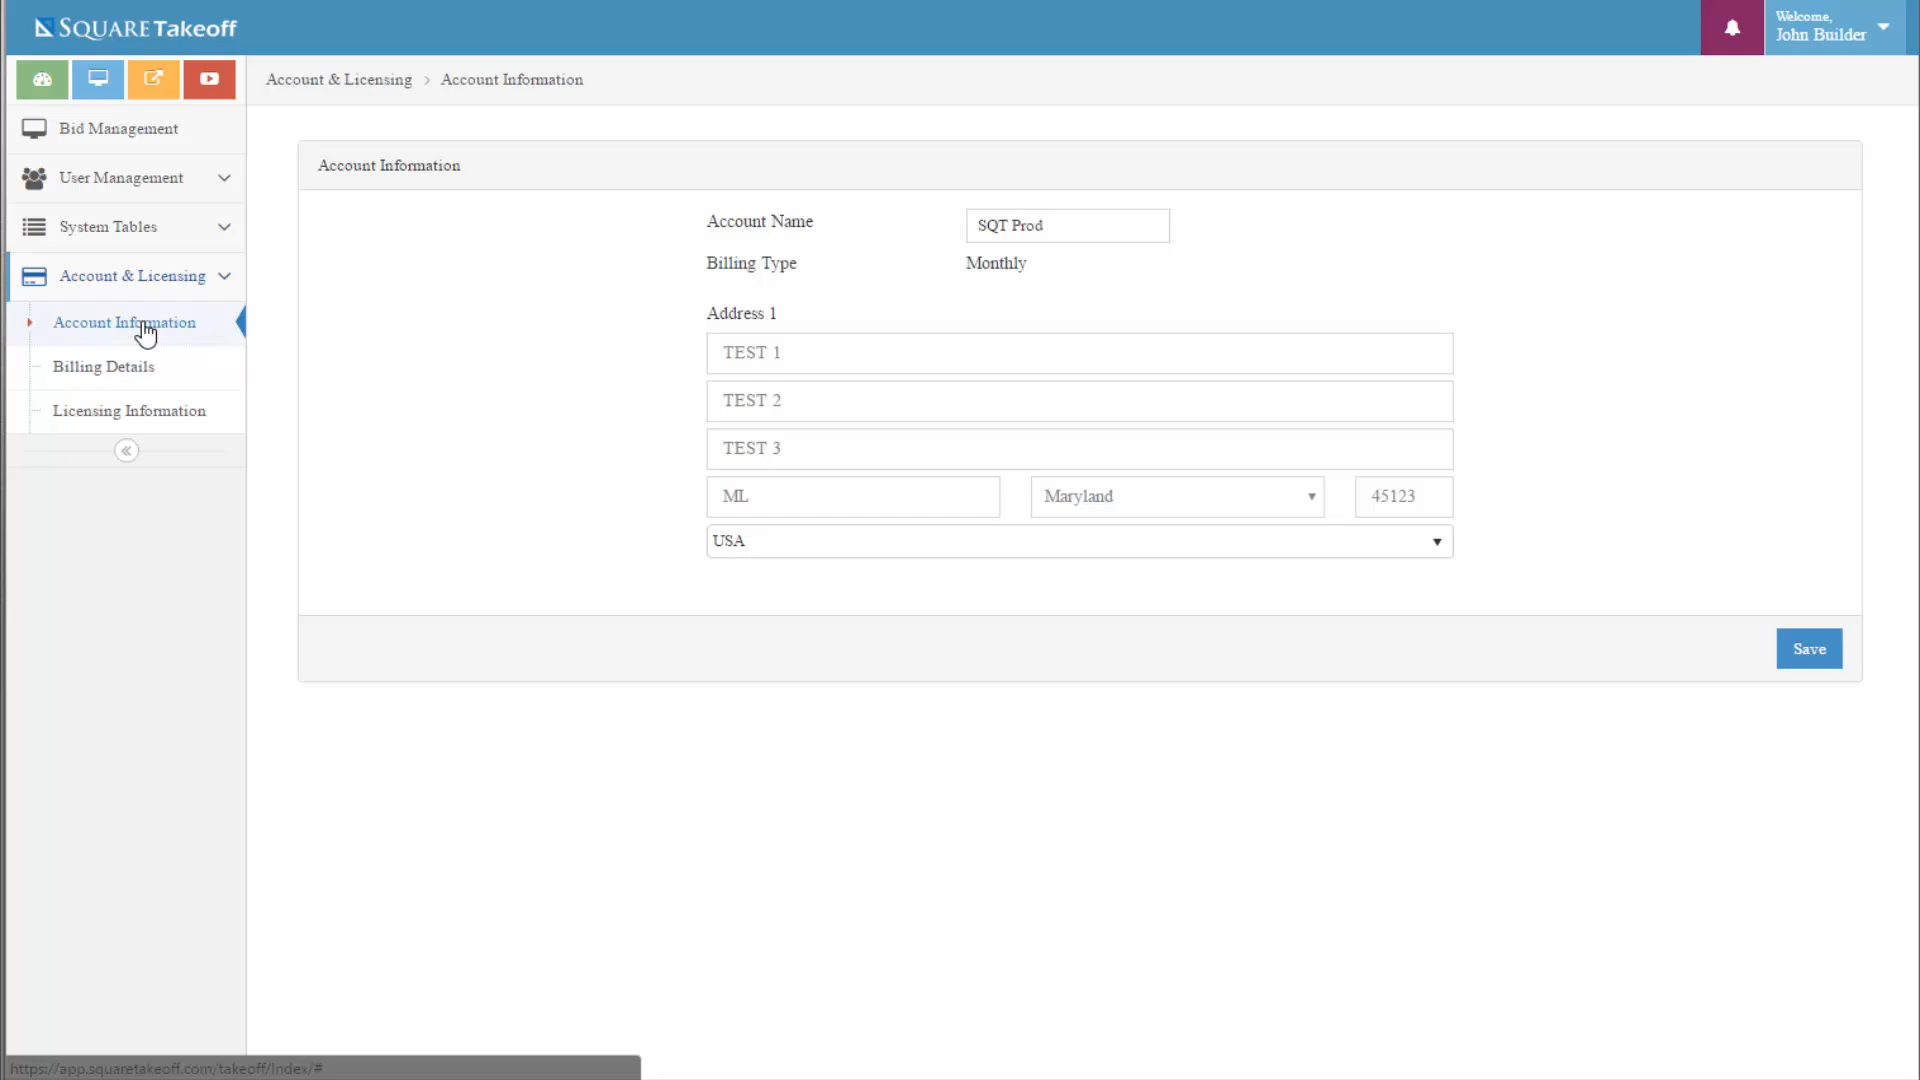 SQUARE Takeoff
Welcome,
John Builder
Account & Licensing > Account Information
Bid Management
User Management
System Tables
Account & Licensing
Account Information
Billing Details
Licensing Information
Account Information
Account Name SQT Prod
Billing Type Monthly
Address 1
TEST 1
TEST 2
TEST 3
ML Maryland 45123
USA
Save
https://app.squaretakeoff.com/takeoff/Index/#